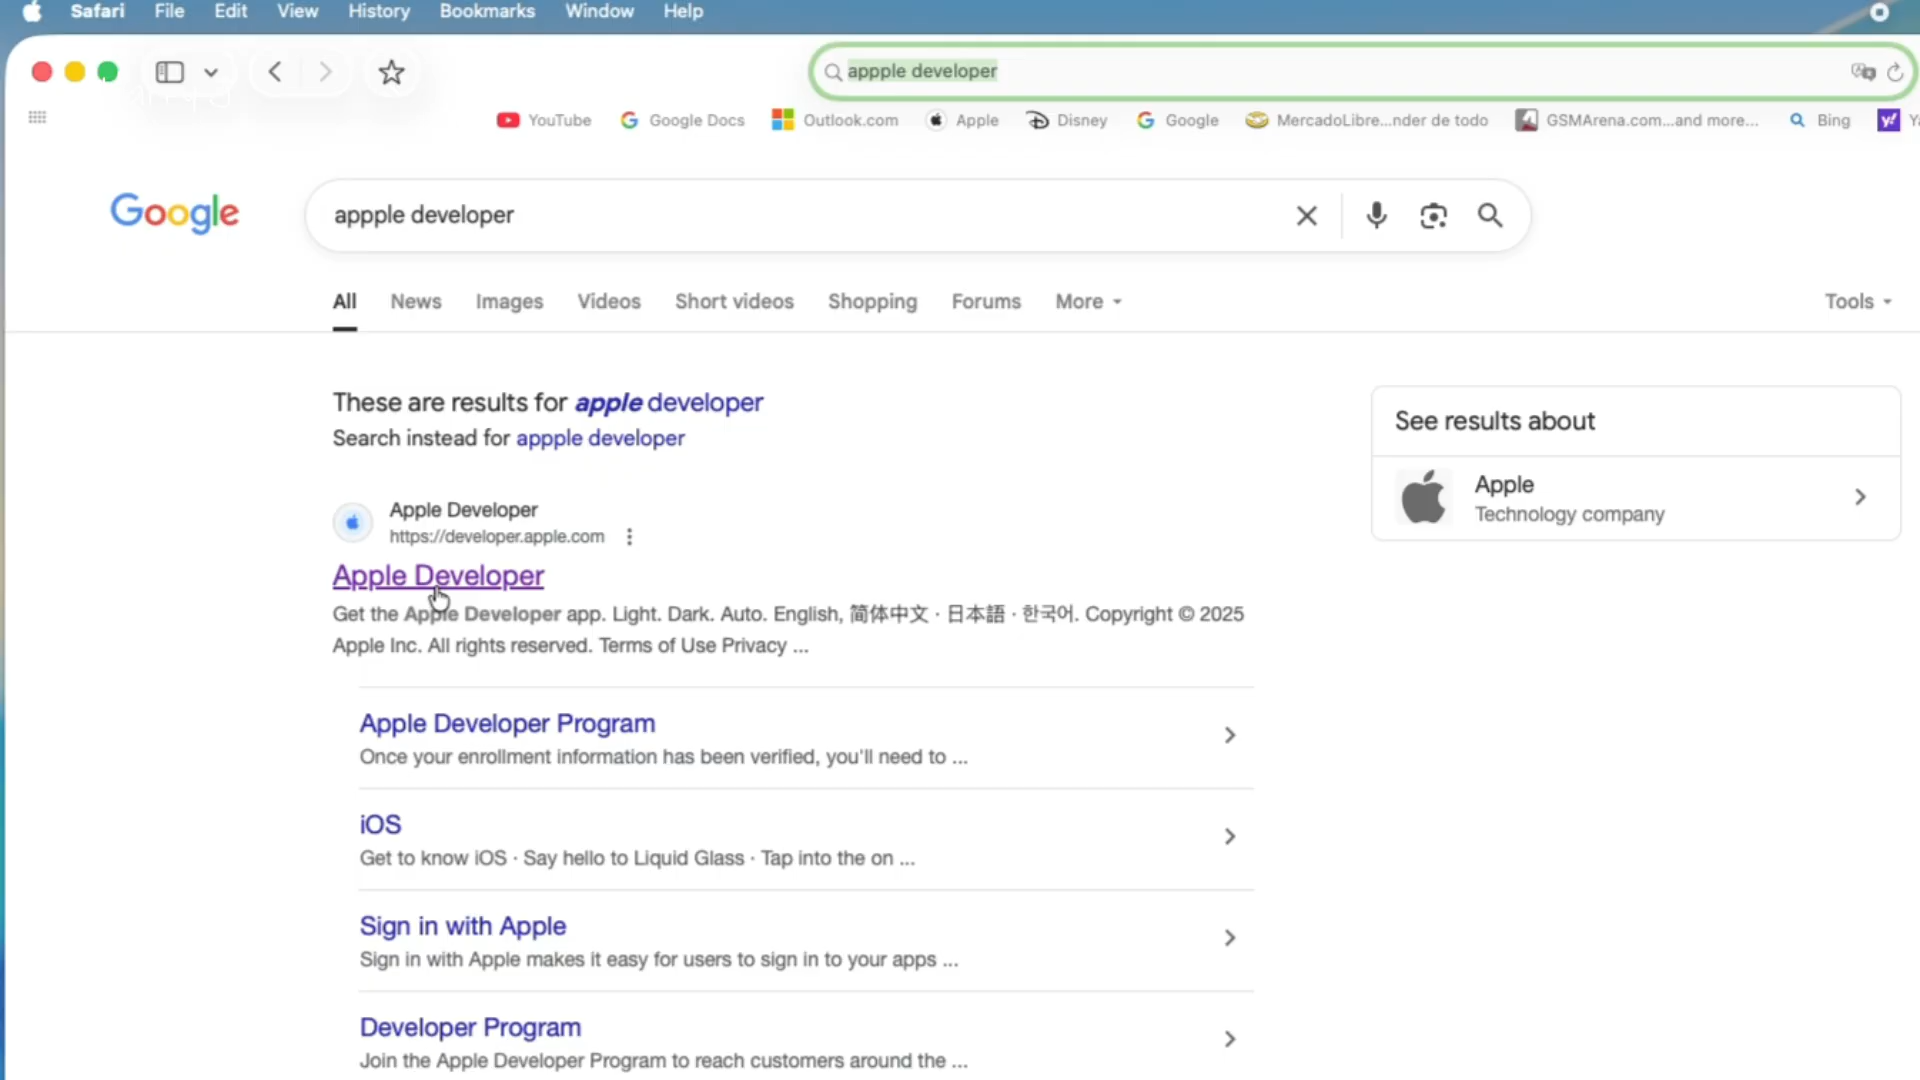 Safari File Edit View History Bookmarks Window Help
appple developer
YouTube Google Docs Outlook.com Apple Disney Google MercadoLibre...nder de todo GSMArena.com...and more... Bing
Google
appple developer
All News Images Videos Short videos Shopping Forums More Tools
These are results for apple developer
Search instead for appple developer
See results about
Apple
Technology company
Apple Developer
https://developer.apple.com
Apple Developer
Get the Apple Developer app. Light. Dark. Auto. English, 简体中文 · 日本語 · 한국어. Copyright © 2025
Apple Inc. All rights reserved. Terms of Use Privacy ...
Apple Developer Program
Once your enrollment information has been verified, you'll need to ...
iOS
Get to know iOS · Say hello to Liquid Glass · Tap into the on ...
Sign in with Apple
Sign in with Apple makes it easy for users to sign in to your apps ...
Developer Program
Join the Apple Developer Program to reach customers around the ...